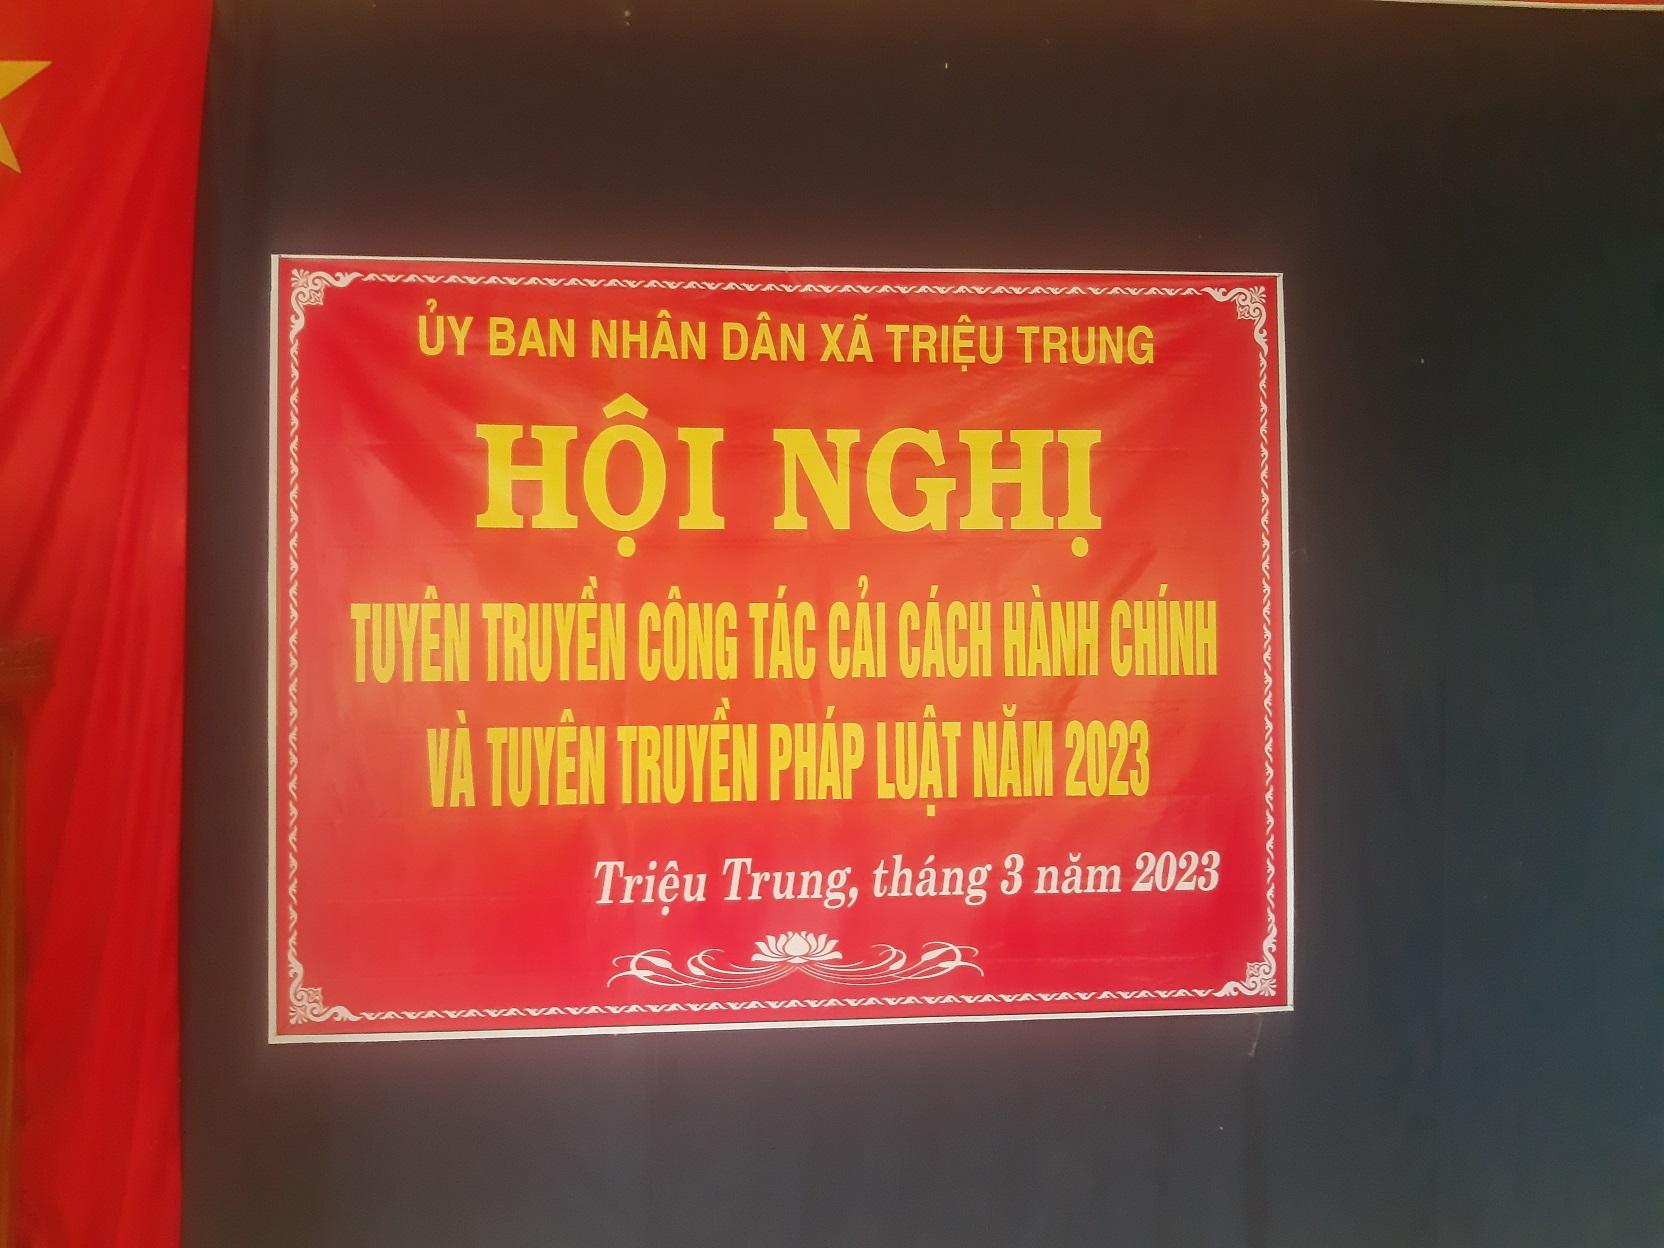 ỦY BAN NHÂN DÂN XÃ TRIỆU TRUNG
HỘI NGHỊ
TUYÊN TRUYỀN CÔNG TÁC CẢI CÁCH HÀNH CHÍNH
VÀ TUYÊN TRUYỀN PHÁP LUẬT NĂM 2023
Triệu Trung, tháng 3 năm 2023